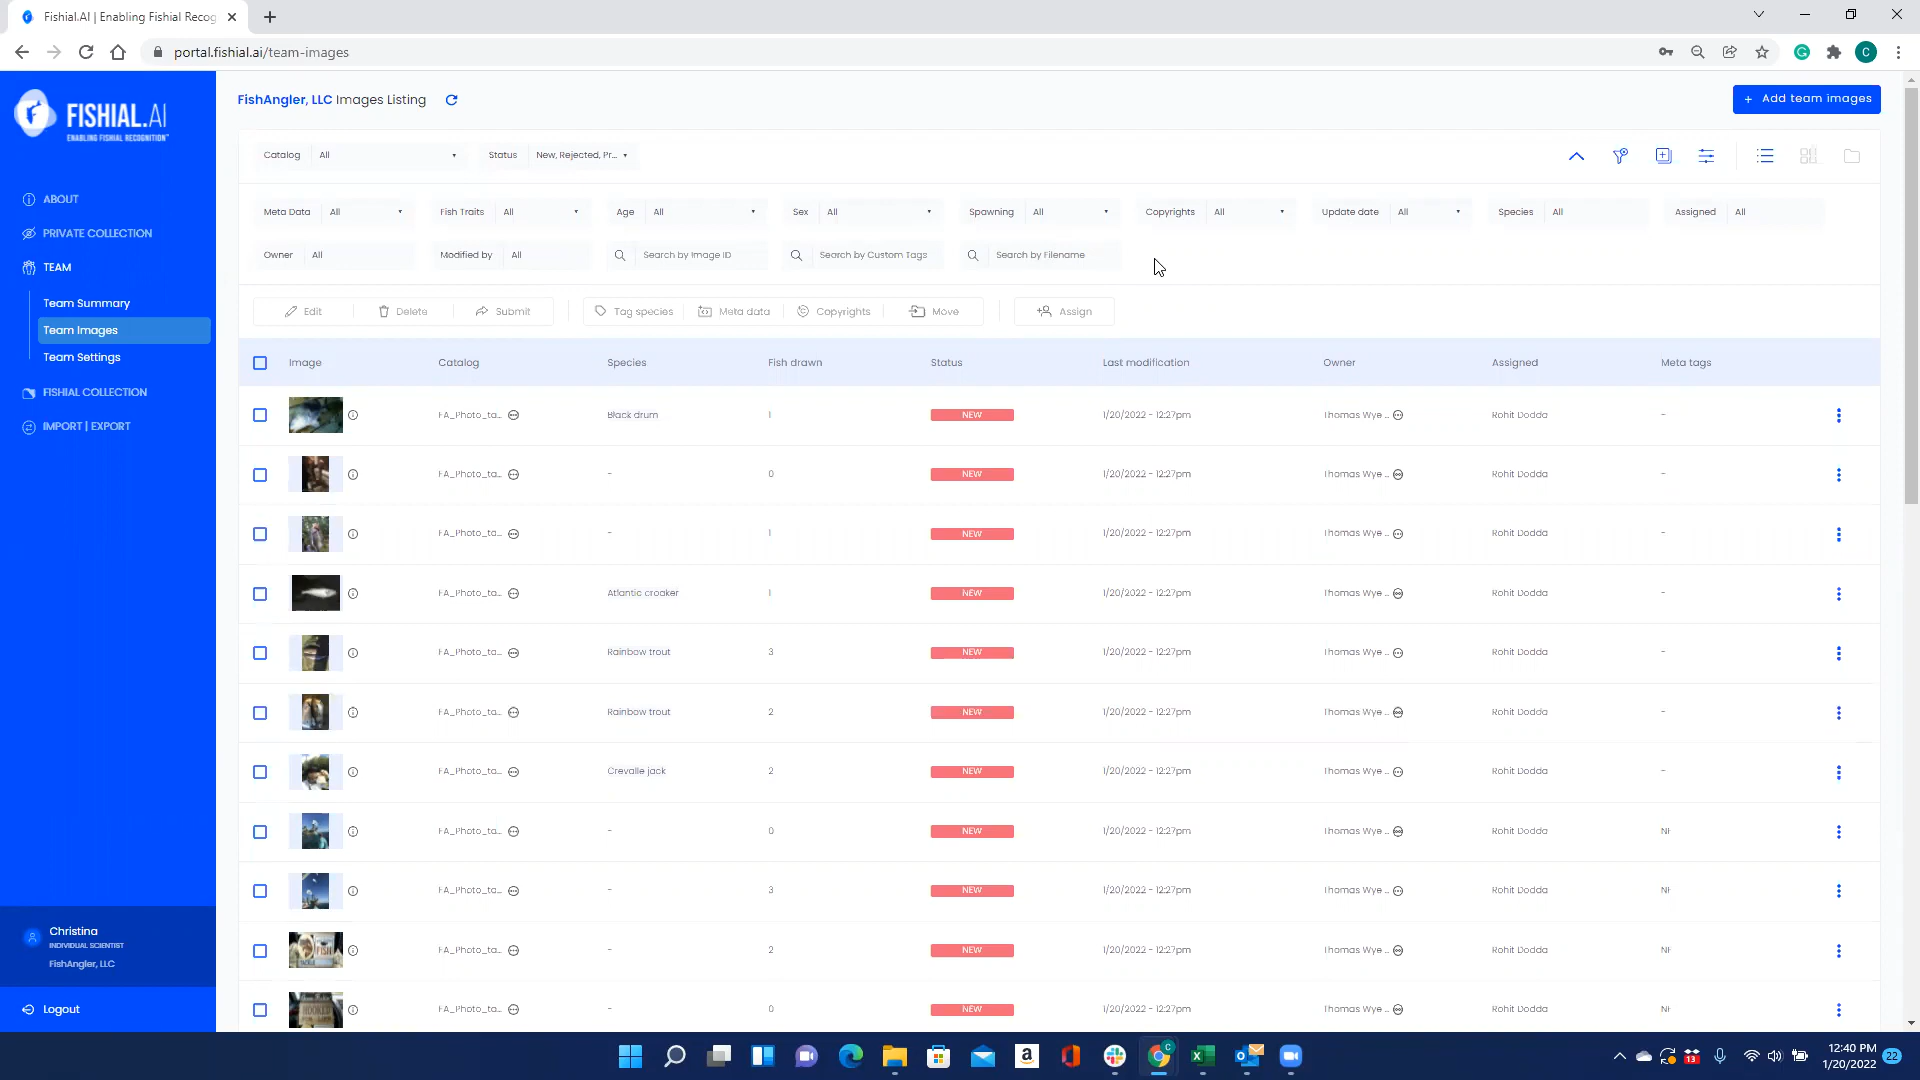 Fishial.AI | Enabling Fishial Recog
portal.fishial.ai/team-images
FISHIAL.AI
ENABLING FISHIAL RECOGNITION
ABOUT
PRIVATE COLLECTION
TEAM
Team Summary
Team Images
Team Settings
FISHIAL COLLECTION
IMPORT | EXPORT
Christina
INDIVIDUAL SCIENTIST
FishAngler, LLC
Logout
FishAngler, LLC Images Listing
+ Add team images
Catalog All Status New, Rejected, Pr...
Meta Data All Fish Traits All Age All Sex All Spawning All Copyrights All Update date All Species All Assigned All
Owner All Modified by All Search by Image ID Search by Custom Tags Search by Filename
Edit Delete Submit Tag species Meta data Copyrights Move Assign
Image Catalog Species Fish drawn Status Last modification Owner Assigned Meta tags
FA_Photo_ta... Black drum 1 NEW 1/20/2022 - 12:27pm Thomas Wye ... Rohit Dodda -
FA_Photo_ta... - 0 NEW 1/20/2022 - 12:27pm Thomas Wye ... Rohit Dodda -
FA_Photo_ta... - 1 NEW 1/20/2022 - 12:27pm Thomas Wye ... Rohit Dodda -
FA_Photo_ta... Atlantic croaker 1 NEW 1/20/2022 - 12:27pm Thomas Wye ... Rohit Dodda -
FA_Photo_ta... Rainbow trout 3 NEW 1/20/2022 - 12:27pm Thomas Wye ... Rohit Dodda -
FA_Photo_ta... Rainbow trout 2 NEW 1/20/2022 - 12:27pm Thomas Wye ... Rohit Dodda -
FA_Photo_ta... Crevalle jack 2 NEW 1/20/2022 - 12:27pm Thomas Wye ... Rohit Dodda -
FA_Photo_ta... - 0 NEW 1/20/2022 - 12:27pm Thomas Wye ... Rohit Dodda NF
FA_Photo_ta... - 3 NEW 1/20/2022 - 12:27pm Thomas Wye ... Rohit Dodda NF
FISH
FA_Photo_ta... - 2 NEW 1/20/2022 - 12:27pm Thomas Wye ... Rohit Dodda NF
HOOKED
FA_Photo_ta... - 0 NEW 1/20/2022 - 12:27pm Thomas Wye ... Rohit Dodda NF
12:40 PM
1/20/2022
22
13